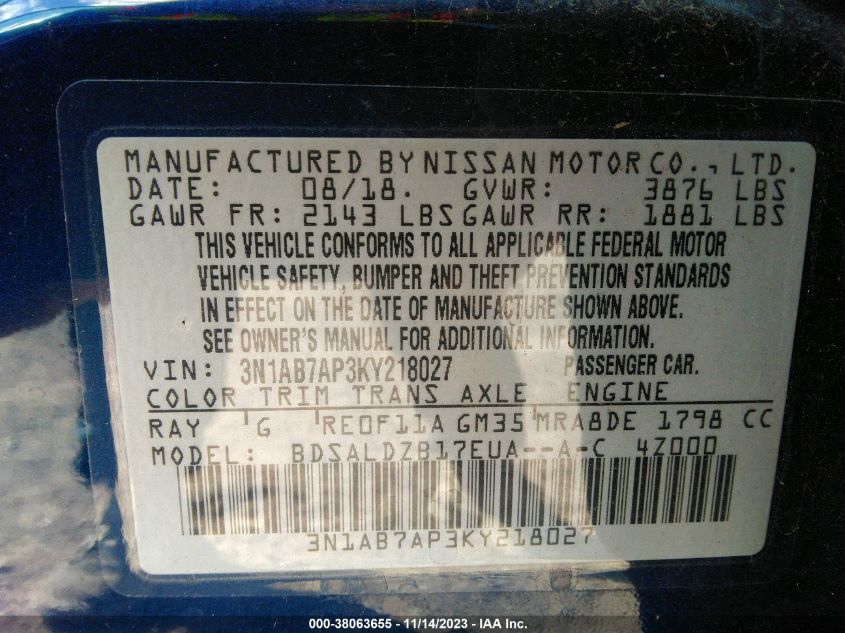 MANUFACTURED BY NISSAN MOTOR CO., LTD.
DATE: 08/18. GVWR: 3876 LBS
GAWR FR: 2143 LBS GAWR RR: 1881 LBS
THIS VEHICLE CONFORMS TO ALL APPLICABLE FEDERAL MOTOR
VEHICLE SAFETY, BUMPER AND THEFT PREVENTION STANDARDS
IN EFFECT ON THE DATE OF MANUFACTURE SHOWN ABOVE.
SEE OWNER'S MANUAL FOR ADDITIONAL INFORMATION.
VIN: 3N1AB7AP3KY218027 PASSENGER CAR.
COLOR TRIM TRANS AXLE ENGINE
RAY G RE0F11A GM35 MRA8DE 1798 CC
MODEL: BDSALDZB17EUA--A-C 4Z000
3N1AB7AP3KY218027
000-38063655 - 11/14/2023 - IAA Inc.